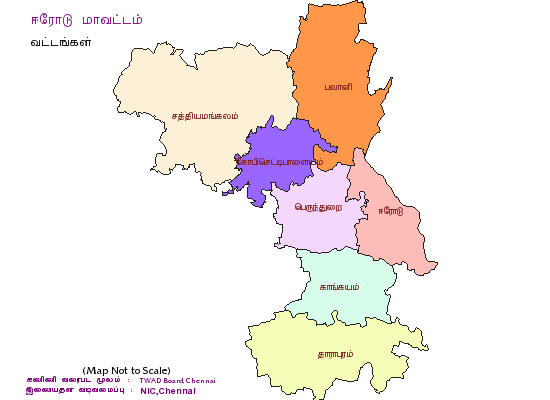 ஈரோடு மாவட்டம்
வட்டங்கள்
பவானி
சத்தியமங்கலம்
கோபிசெட்டிபாளையம்
பெருந்துறை
ஈரோடு
காங்கயம்
தாராபுரம்
(Map Not to Scale)
கணினி வரைபட மூலம் : TWAD Board,Chennai
இணையதள வடிவமைப்பு : NIC,Chennai